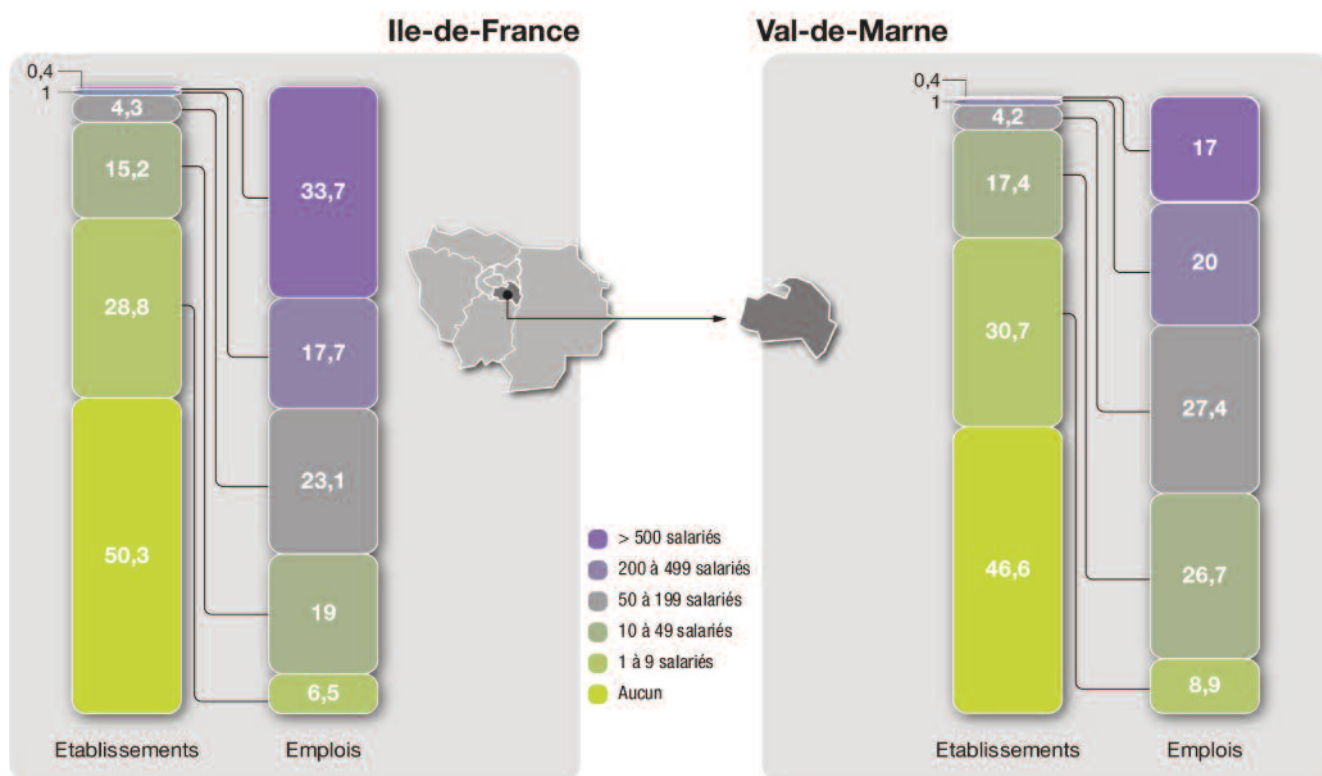 Ile-de-France
0,4
1
4,3
15,2
28,8
50,3
33,7
17,7
23,1
19
6,5
Etablissements
Emplois
> 500 salariés
200 à 499 salariés
50 à 199 salariés
10 à 49 salariés
1 à 9 salariés
Aucun
Val-de-Marne
0,4
1
4,2
17,4
30,7
46,6
17
20
27,4
26,7
8,9
Etablissements
Emplois